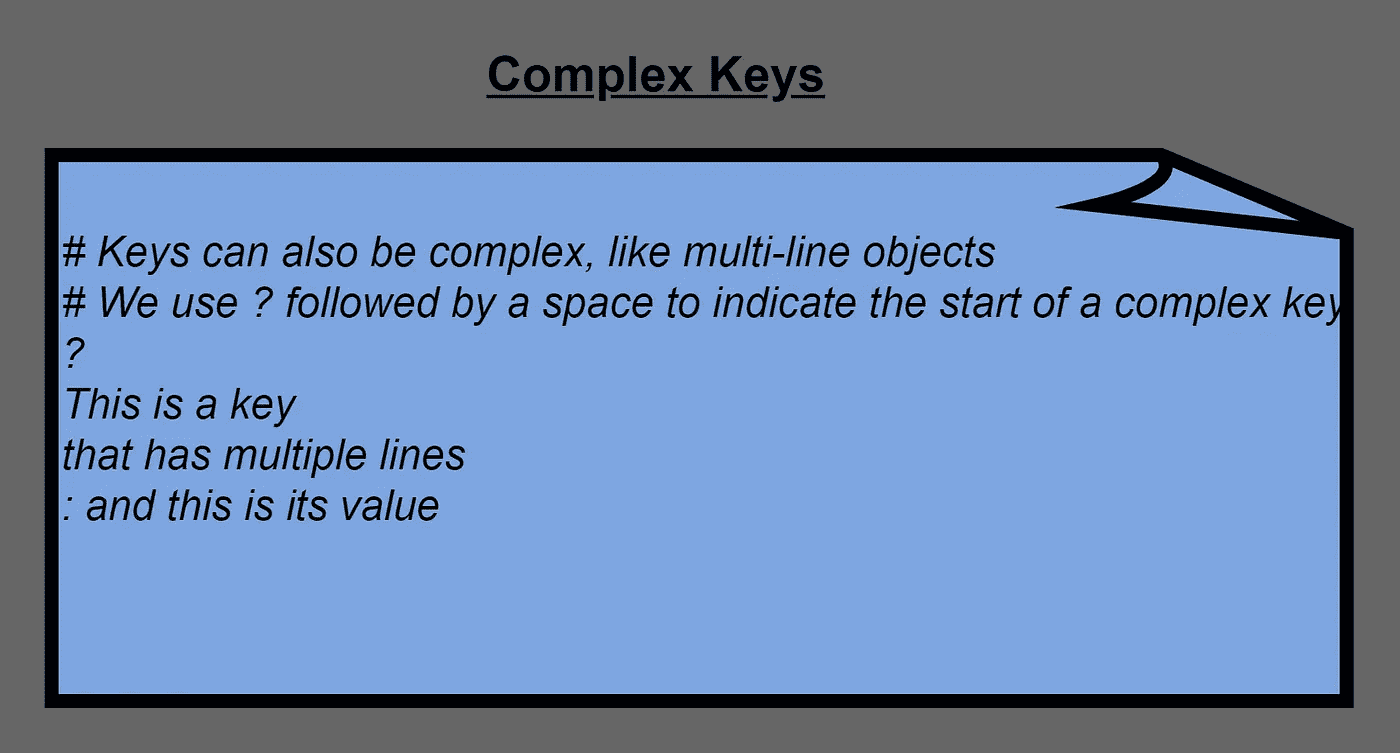 Complex Keys
# Keys can also be complex, like multi-line objects
# We use ? followed by a space to indicate the start of a complex key
?
This is a key
that has multiple lines
: and this is its value